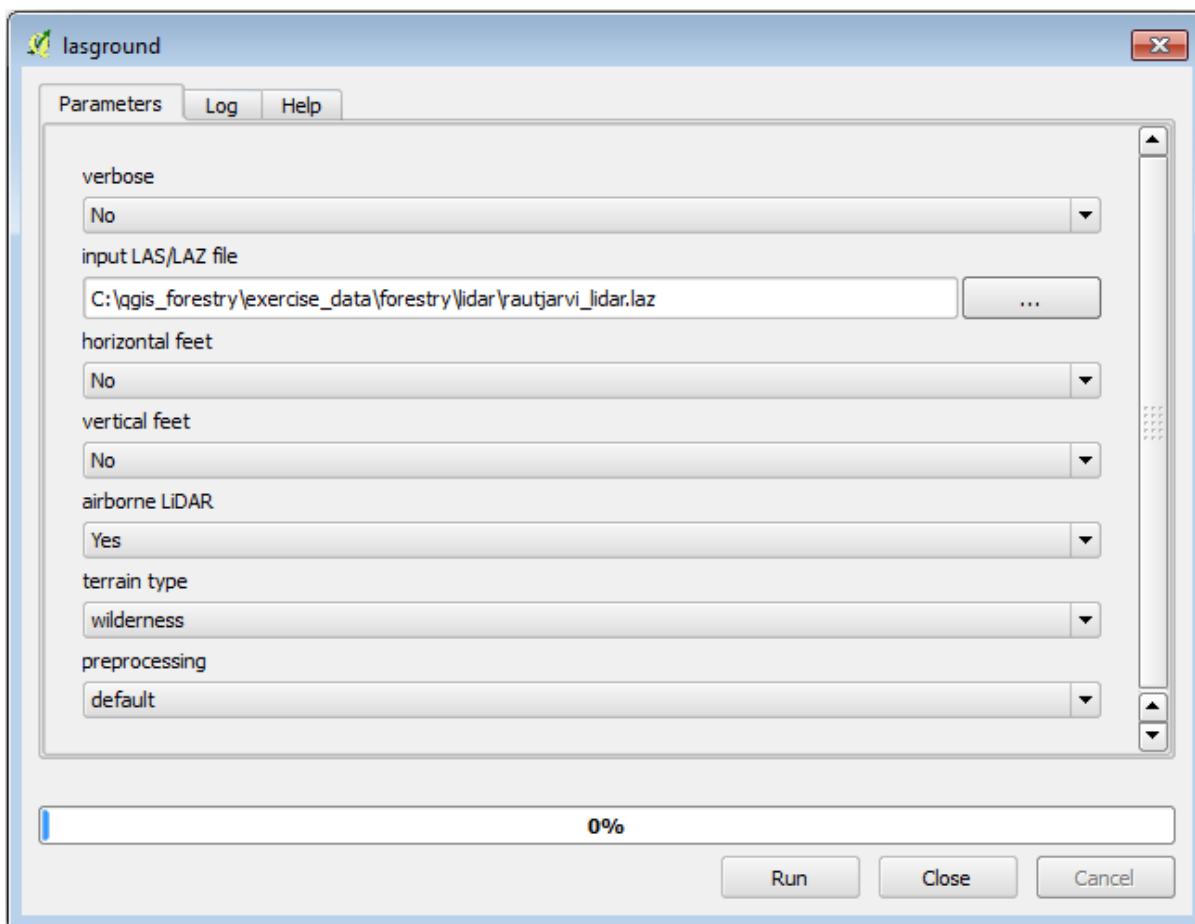 lasground
Parameters Log Help
verbose
No
input LAS/LAZ file
C:\qgis_forestry\exercise_data\forestry\lidar\rautjarvi_lidar.laz ...
horizontal feet
No
vertical feet
No
airborne LiDAR
Yes
terrain type
wilderness
preprocessing
default
0%
Run Close Cancel